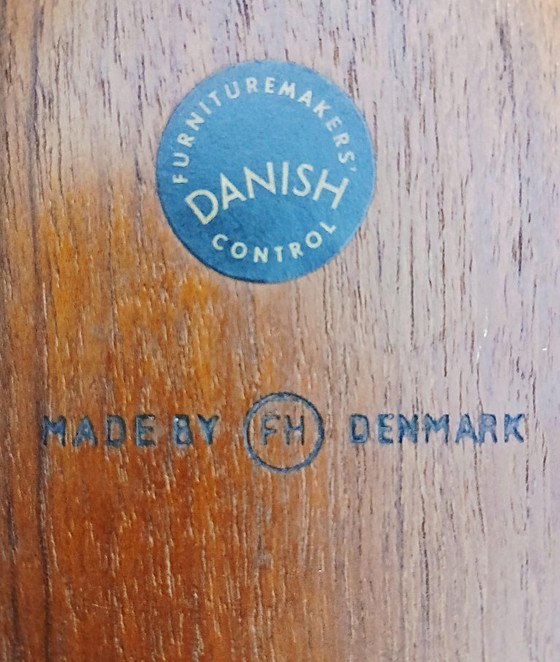 FURNITUREMAKERS'
DANISH
CONTROL
MADE BY FH DENMARK